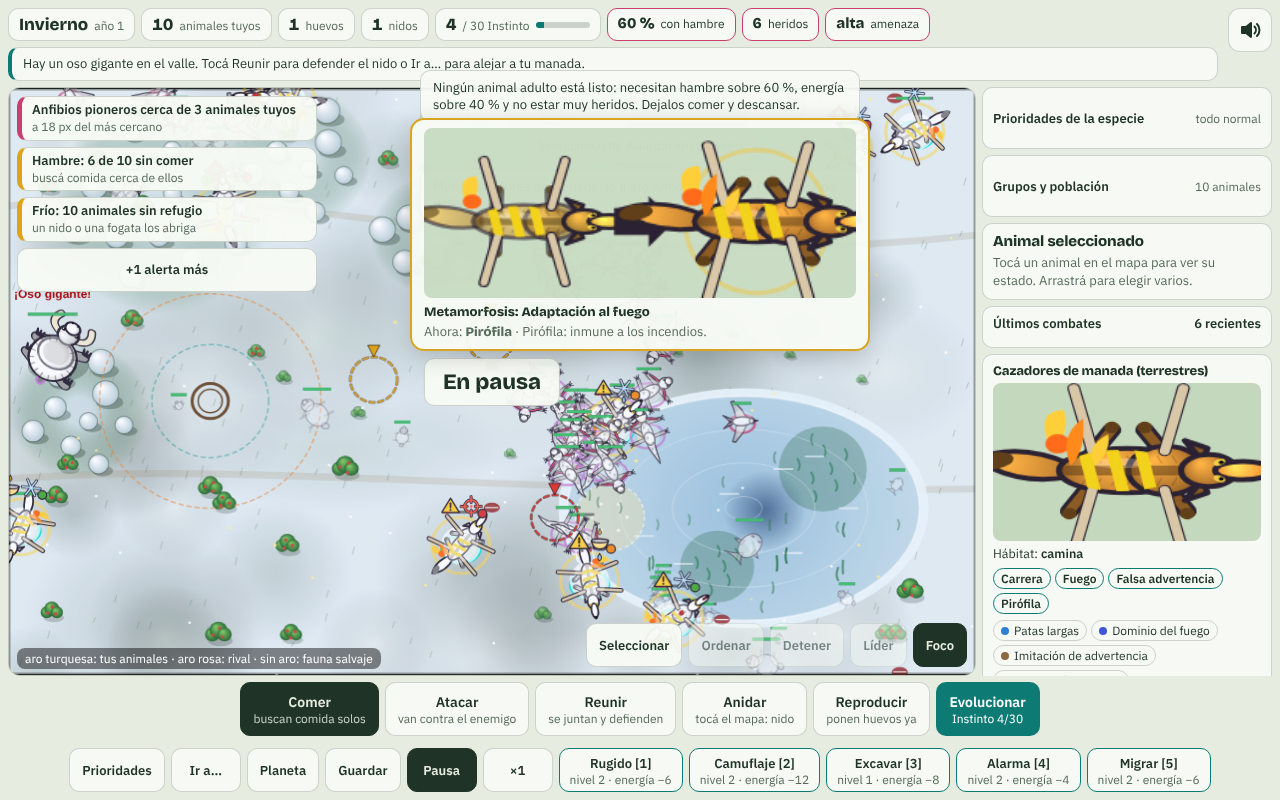 Invierno año 1
10 animales tuyos
1 huevos
1 nidos
4 / 30 Instinto
60 % con hambre
6 heridos
alta amenaza
Hay un oso gigante en el valle. Tocá Reunir para defender el nido o Ir a... para alejar a tu manada.
Ningún animal adulto está listo: necesitan hambre sobre 60 %, energía
sobre 40 % y no estar muy heridos. Dejalos comer y descansar.
Anfibios pioneros cerca de 3 animales tuyos
a 18 px del más cercano
Hambre: 6 de 10 sin comer
buscá comida cerca de ellos
Frío: 10 animales sin refugio
un nido o una fogata los abriga
+1 alerta más
¡Oso gigante!
Metamorfosis: Adaptación al fuego
Ahora: Pirófila · Pirófila: inmune a los incendios.
En pausa
Prioridades de la especie todo normal
Grupos y población 10 animales
Animal seleccionado
Tocá un animal en el mapa para ver su
estado. Arrastrá para elegir varios.
Últimos combates 6 recientes
Cazadores de manada (terrestres)
Hábitat: camina
Carrera Fuego Falsa advertencia
Pirófila
Patas largas Dominio del fuego
Imitación de advertencia
aro turquesa: tus animales · aro rosa: rival · sin aro: fauna salvaje
Seleccionar Ordenar Detener Líder Foco
Comer
buscan comida solos
Atacar
van contra el enemigo
Reunir
se juntan y defienden
Anidar
tocá el mapa: nido
Reproducir
ponen huevos ya
Evolucionar
Instinto 4/30
Prioridades
Ir a...
Planeta
Guardar
Pausa
×1
Rugido [1]
nivel 2 · energía −6
Camuflaje [2]
nivel 2 · energía −12
Excavar [3]
nivel 1 · energía −8
Alarma [4]
nivel 2 · energía −4
Migrar [5]
nivel 2 · energía −6